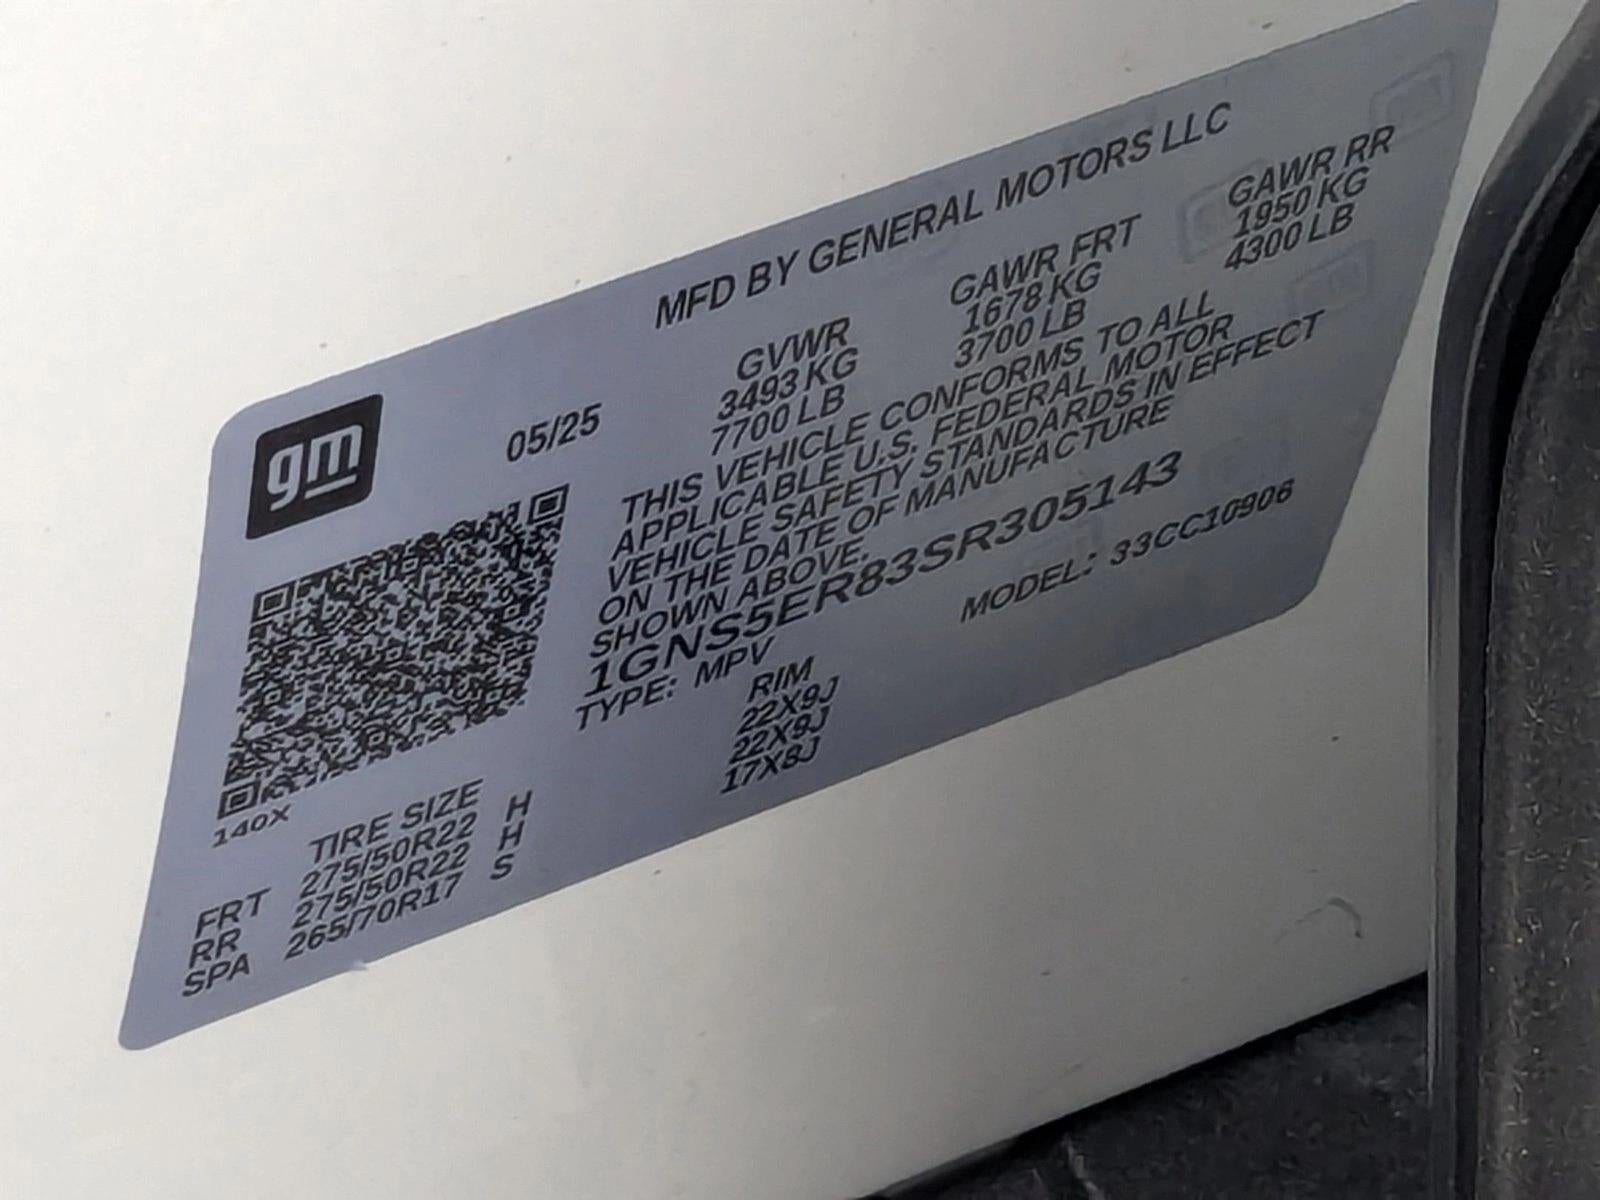 gm
MFD BY GENERAL MOTORS LLC
05/25
GVWR GAWR FRT GAWR RR
3493 KG 1678 KG 1950 KG
7700 LB 3700 LB 4300 LB
THIS VEHICLE CONFORMS TO ALL
APPLICABLE U.S. FEDERAL MOTOR
VEHICLE SAFETY STANDARDS IN EFFECT
ON THE DATE OF MANUFACTURE
SHOWN ABOVE.
1GNS5ER83SR305143
TYPE: MPV MODEL: 33CC10906
140X
TIRE SIZE RIM
FRT 275/50R22 H 22X9J
RR 275/50R22 H 22X9J
SPA 265/70R17 S 17X8J